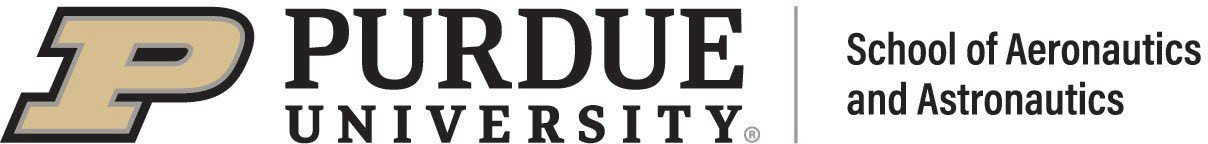 P
PURDUE
UNIVERSITY®
School of Aeronautics
and Astronautics